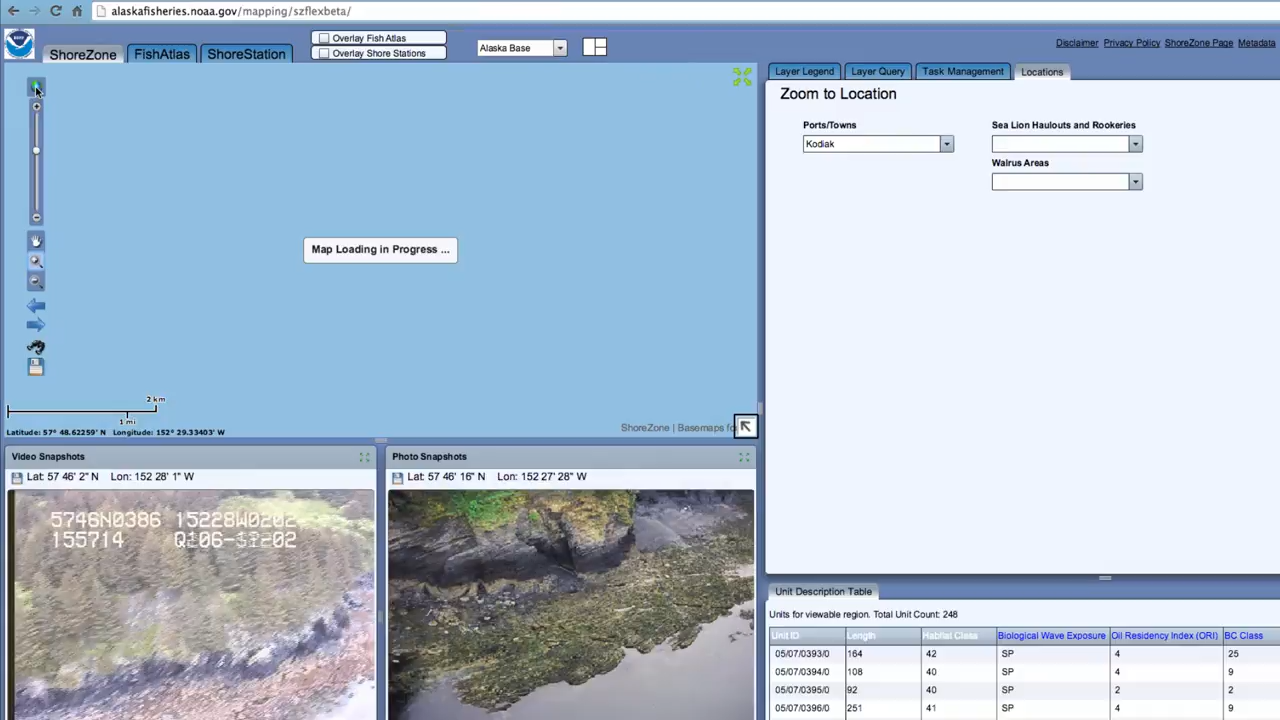 alaskafisheries.noaa.gov/mapping/szflexbeta/
ShoreZone
FishAtlas
ShoreStation
Overlay Fish Atlas
Overlay Shore Stations
Alaska Base
Disclaimer Privacy Policy ShoreZone Page Metadata
Map Loading in Progress ...
2 km
1 mi
Latitude: 57° 48.62259' N Longitude: 152° 29.33403' W
ShoreZone | Basemaps
Layer Legend
Layer Query
Task Management
Locations
Zoom to Location
Ports/Towns
Kodiak
Sea Lion Haulouts and Rookeries
Walrus Areas
Video Snapshots
Lat: 57 46' 2" N Lon: 152 28' 1" W
5746N0386 15228W0202
155714
Photo Snapshots
Lat: 57 46' 16" N Lon: 152 27' 28" W
Unit Description Table
Units for viewable region. Total Unit Count: 248
Unit ID Length Habitat Class Biological Wave Exposure Oil Residency Index (ORI) BC Class
05/07/0393/0 164 42 SP 4 25
05/07/0394/0 108 40 SP 4 9
05/07/0395/0 92 40 SP 2 2
05/07/0396/0 251 41 SP 4 9